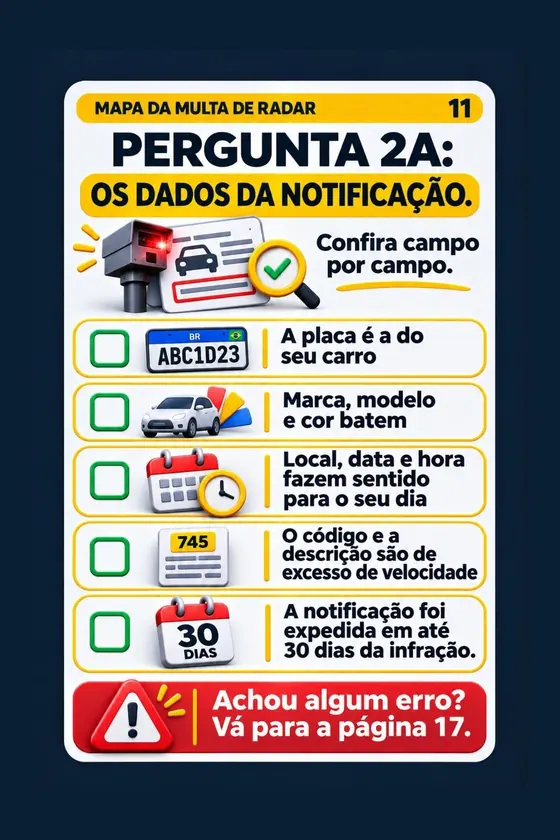 MAPA DA MULTA DE RADAR
11
PERGUNTA 2A:
OS DADOS DA NOTIFICAÇÃO.
Confira campo
por campo.
BR
ABC1D23
A placa é a do
seu carro
Marca, modelo
e cor batem
Local, data e hora
fazem sentido
para o seu dia
745
O código e a
descrição são de
excesso de velocidade
30
DIAS
A notificação foi
expedida em até
30 dias da infração.
Achou algum erro?
Vá para a página 17.